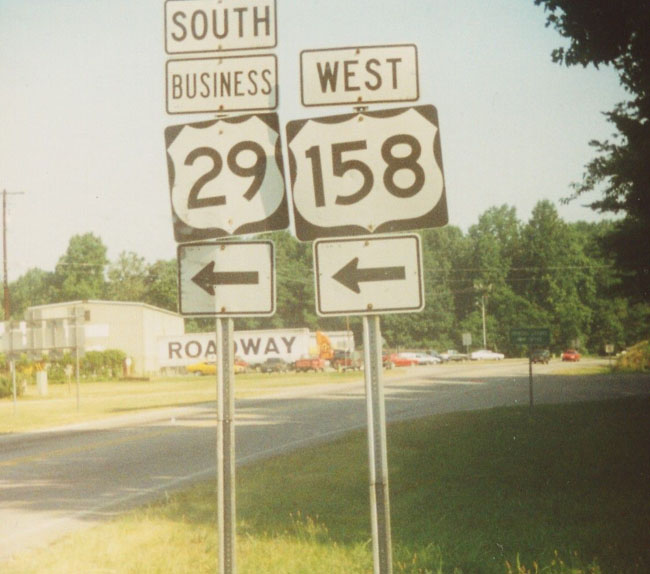 SOUTH
BUSINESS
29
WEST
158
ROADWAY